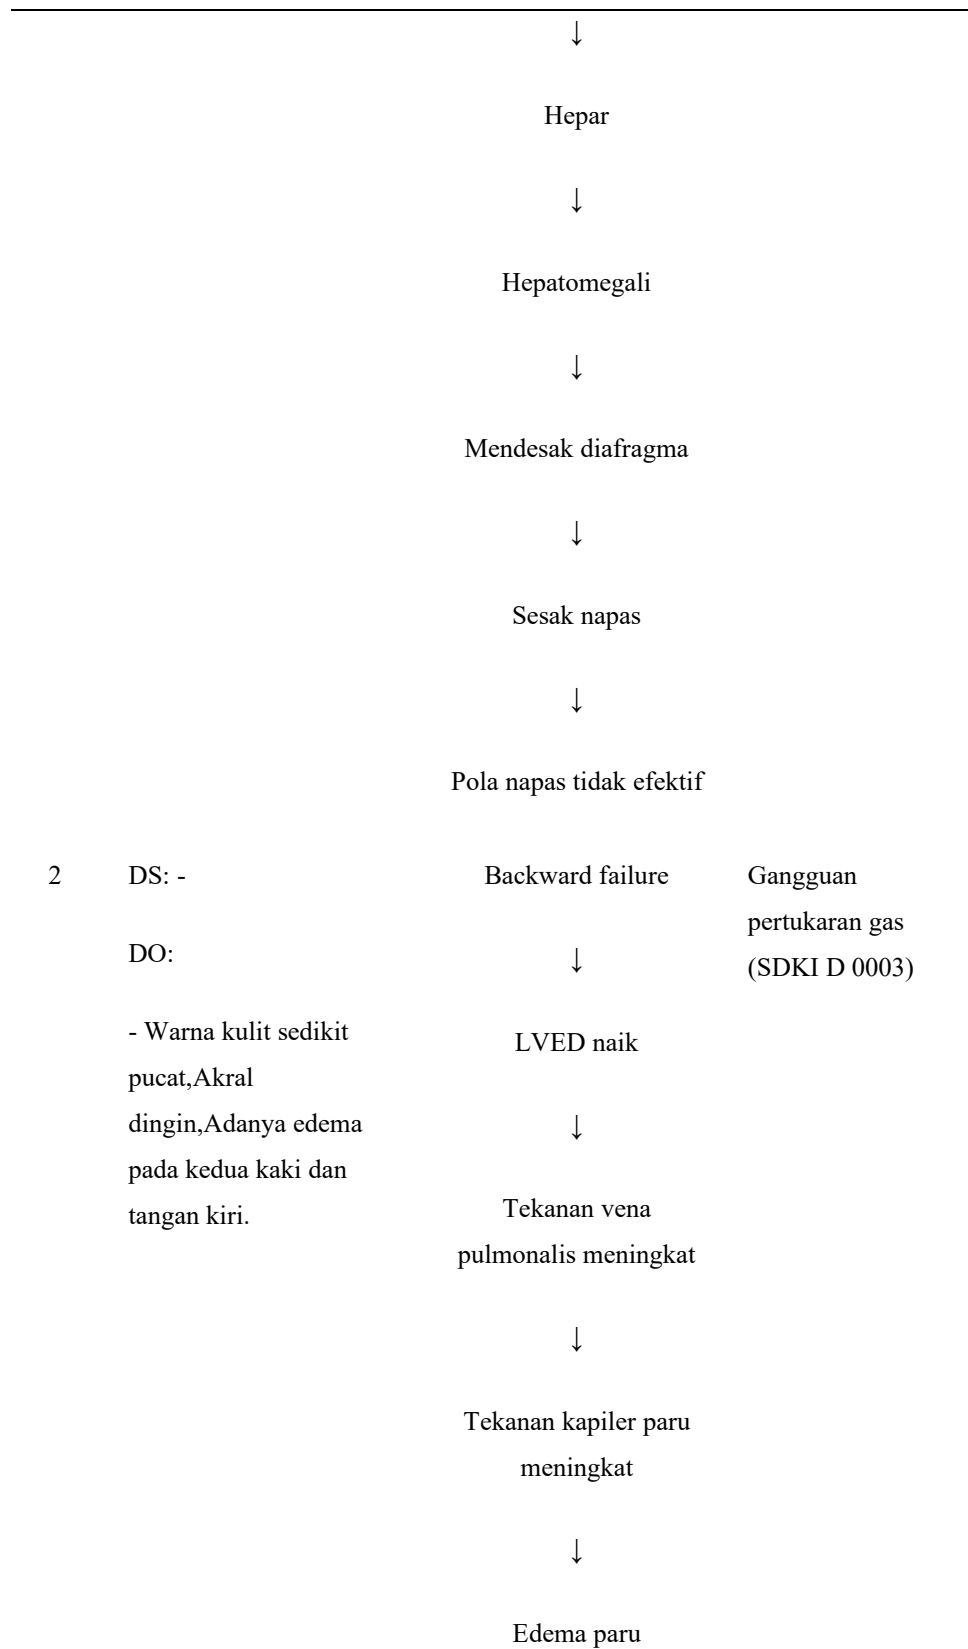 ↓
Hepar
↓
Hepatomegali
↓
Mendesak diafragma
↓
Sesak napas
↓
Pola napas tidak efektif
2
DS: -
DO:
- Warna kulit sedikit
pucat,Akral
dingin,Adanya edema
pada kedua kaki dan
tangan kiri.
Backward failure
↓
LVED naik
↓
Tekanan vena
pulmonalis meningkat
↓
Tekanan kapiler paru
meningkat
↓
Edema paru
Gangguan
pertukaran gas
(SDKI D 0003)